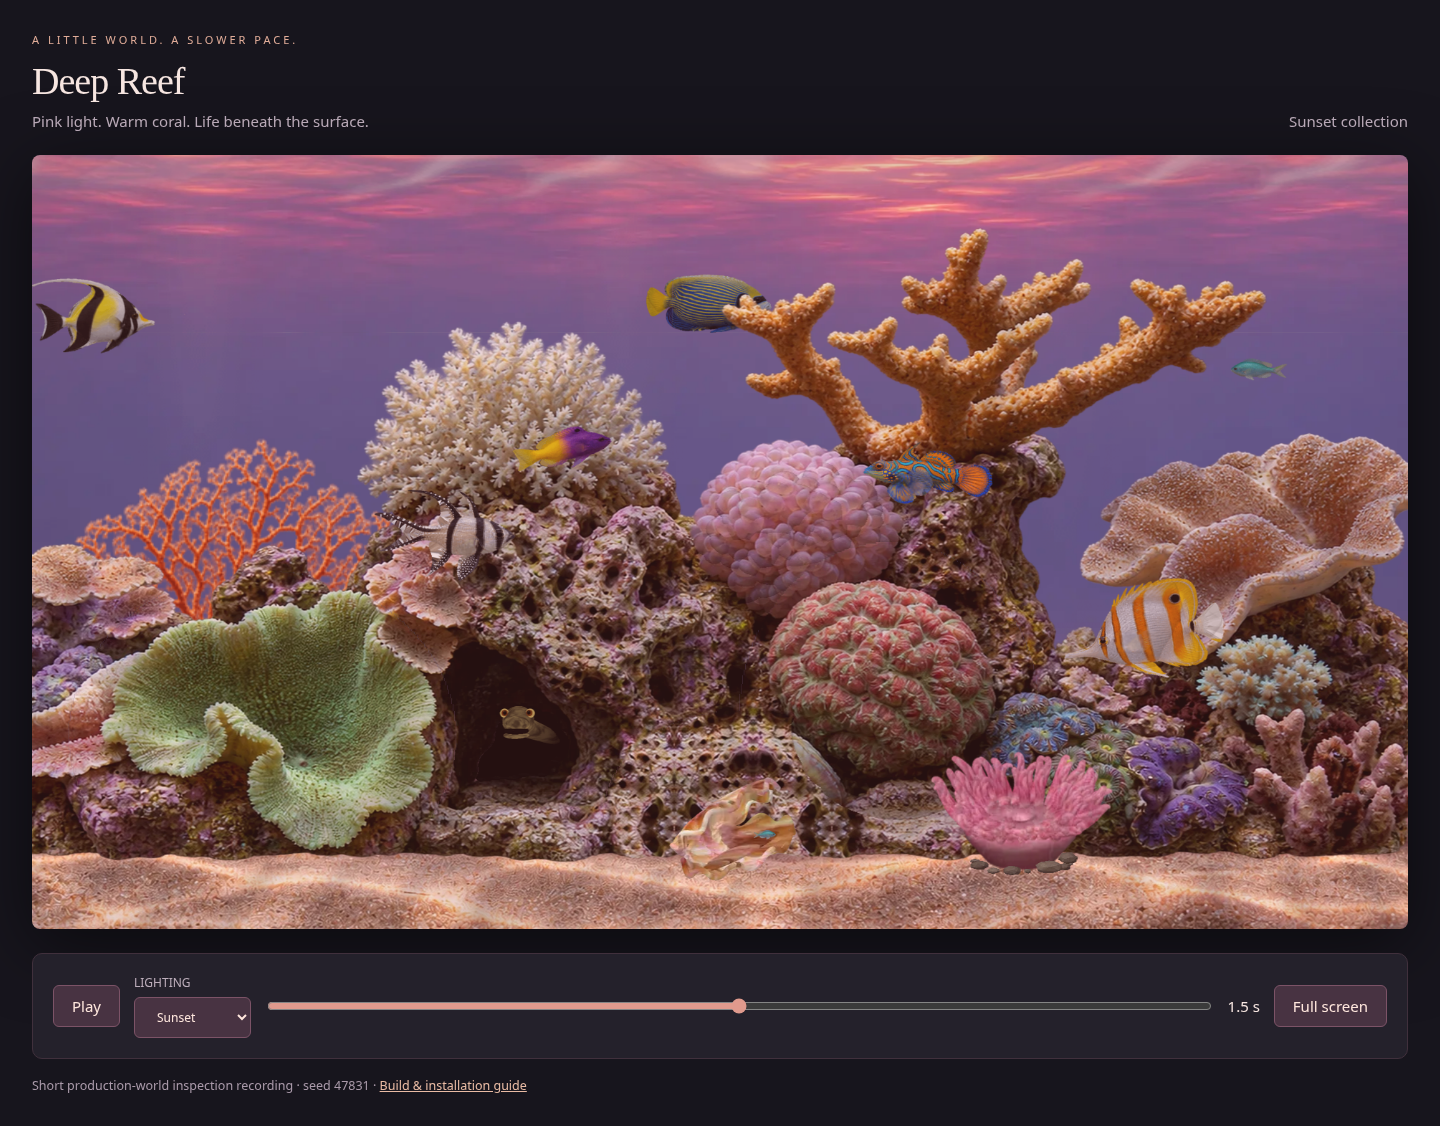 A LITTLE WORLD. A SLOWER PACE.
Deep Reef
Pink light. Warm coral. Life beneath the surface.
Sunset collection
LIGHTING
Play
Sunset
1.5 s
Full screen
Short production-world inspection recording · seed 47831 · Build & installation guide